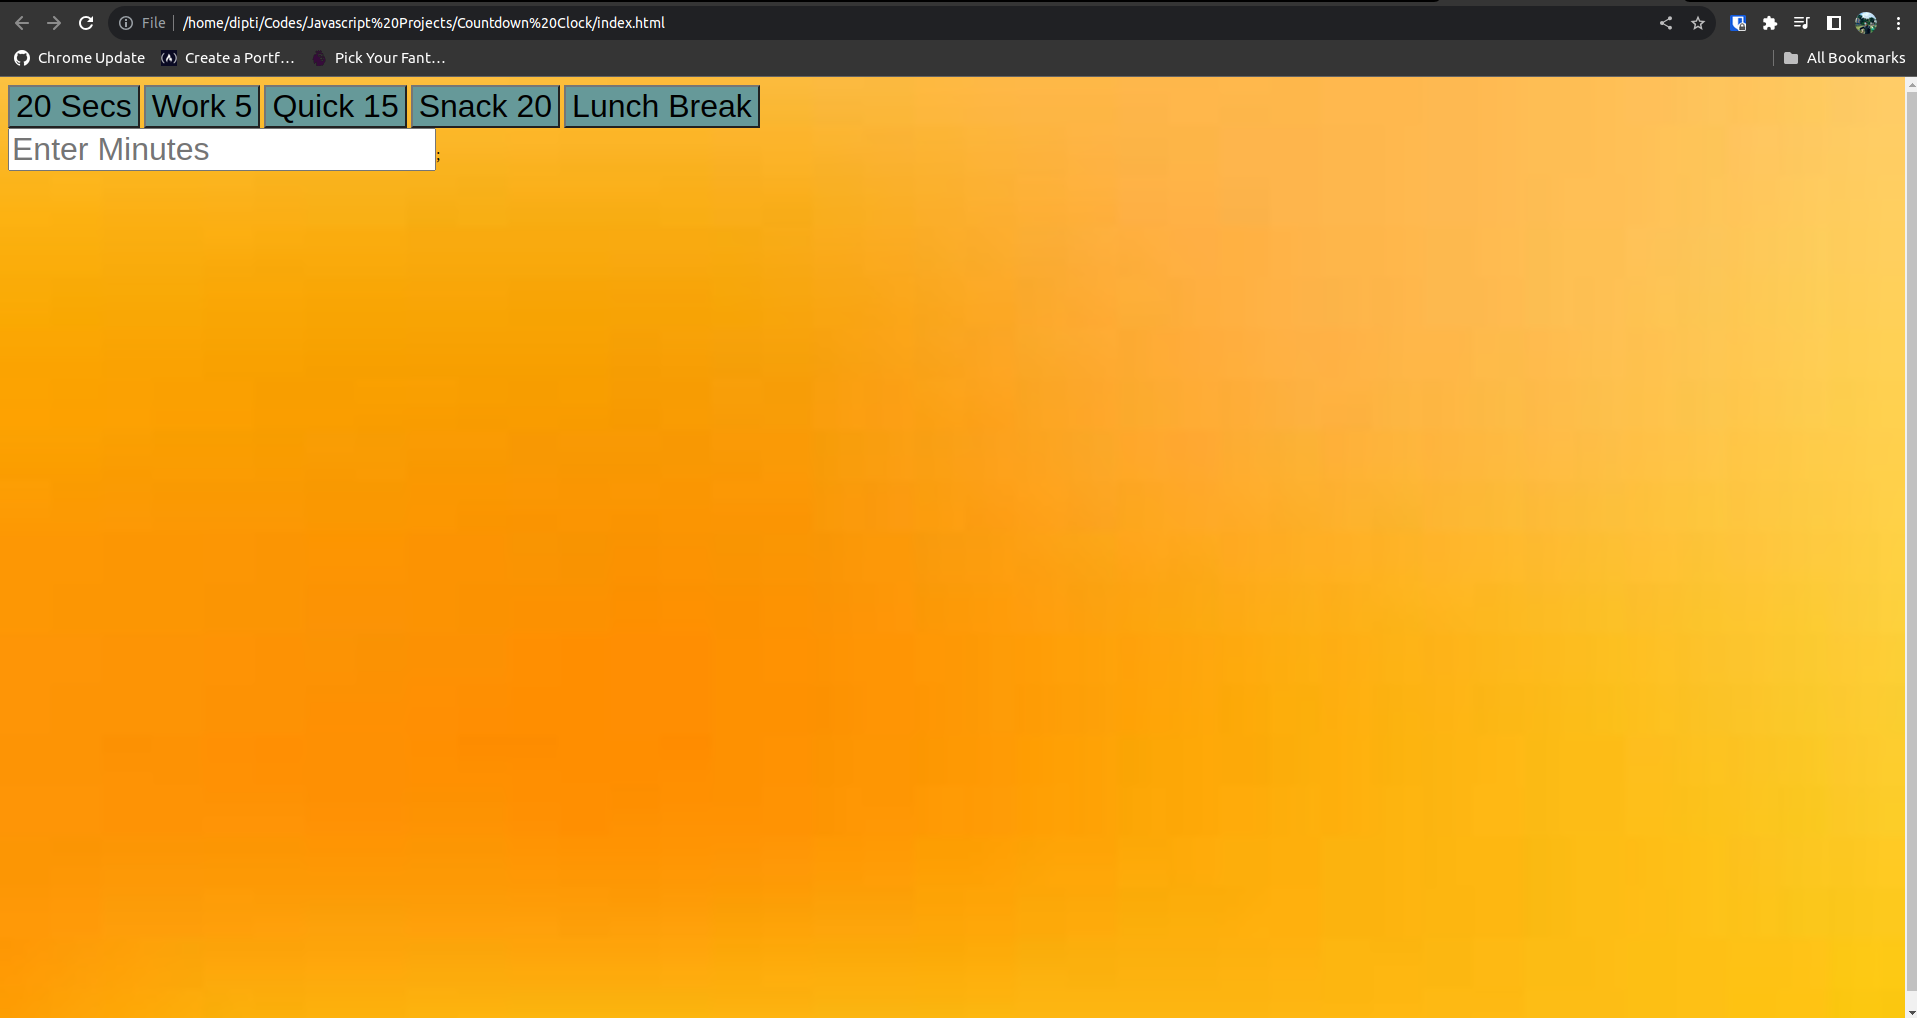 File /home/dipti/Codes/Javascript%20Projects/Countdown%20Clock/index.html
Chrome Update Create a Portf... Pick Your Fant... All Bookmarks
20 Secs Work 5 Quick 15 Snack 20 Lunch Break
Enter Minutes ;